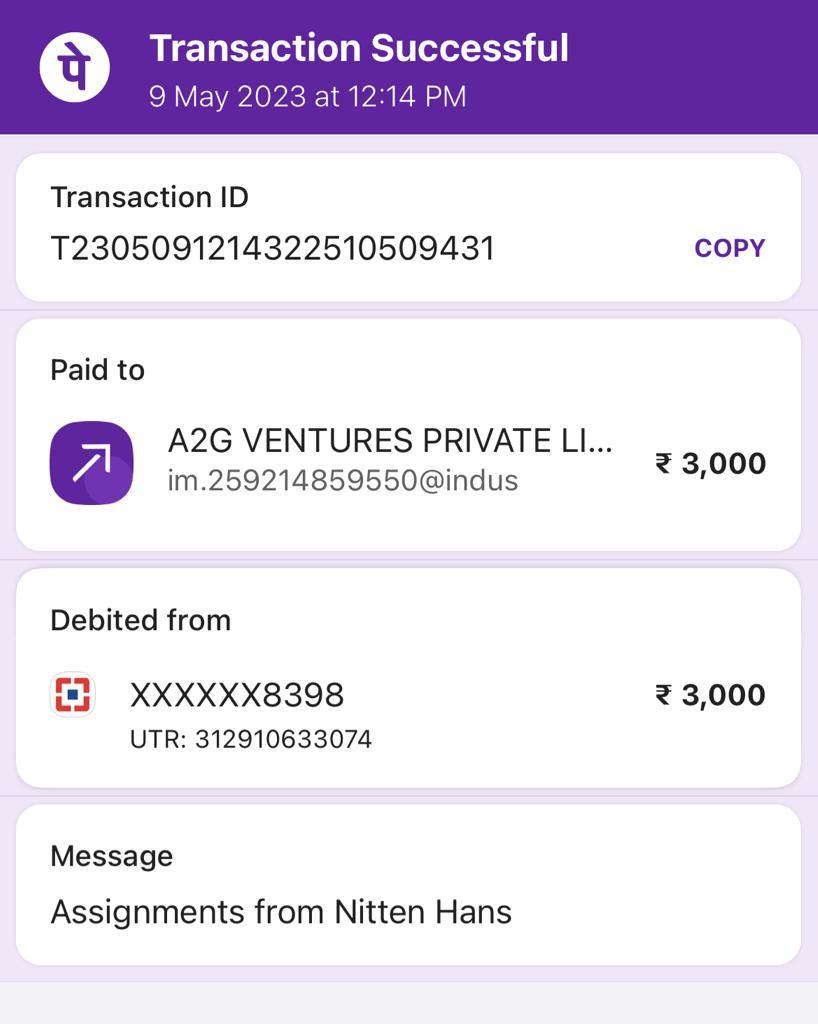 पे
Transaction Successful
9 May 2023 at 12:14 PM
Transaction ID
T2305091214322510509431
COPY
Paid to
A2G VENTURES PRIVATE LI...
₹ 3,000
im.259214859550@indus
Debited from
XXXXXX8398
₹ 3,000
UTR: 312910633074
Message
Assignments from Nitten Hans